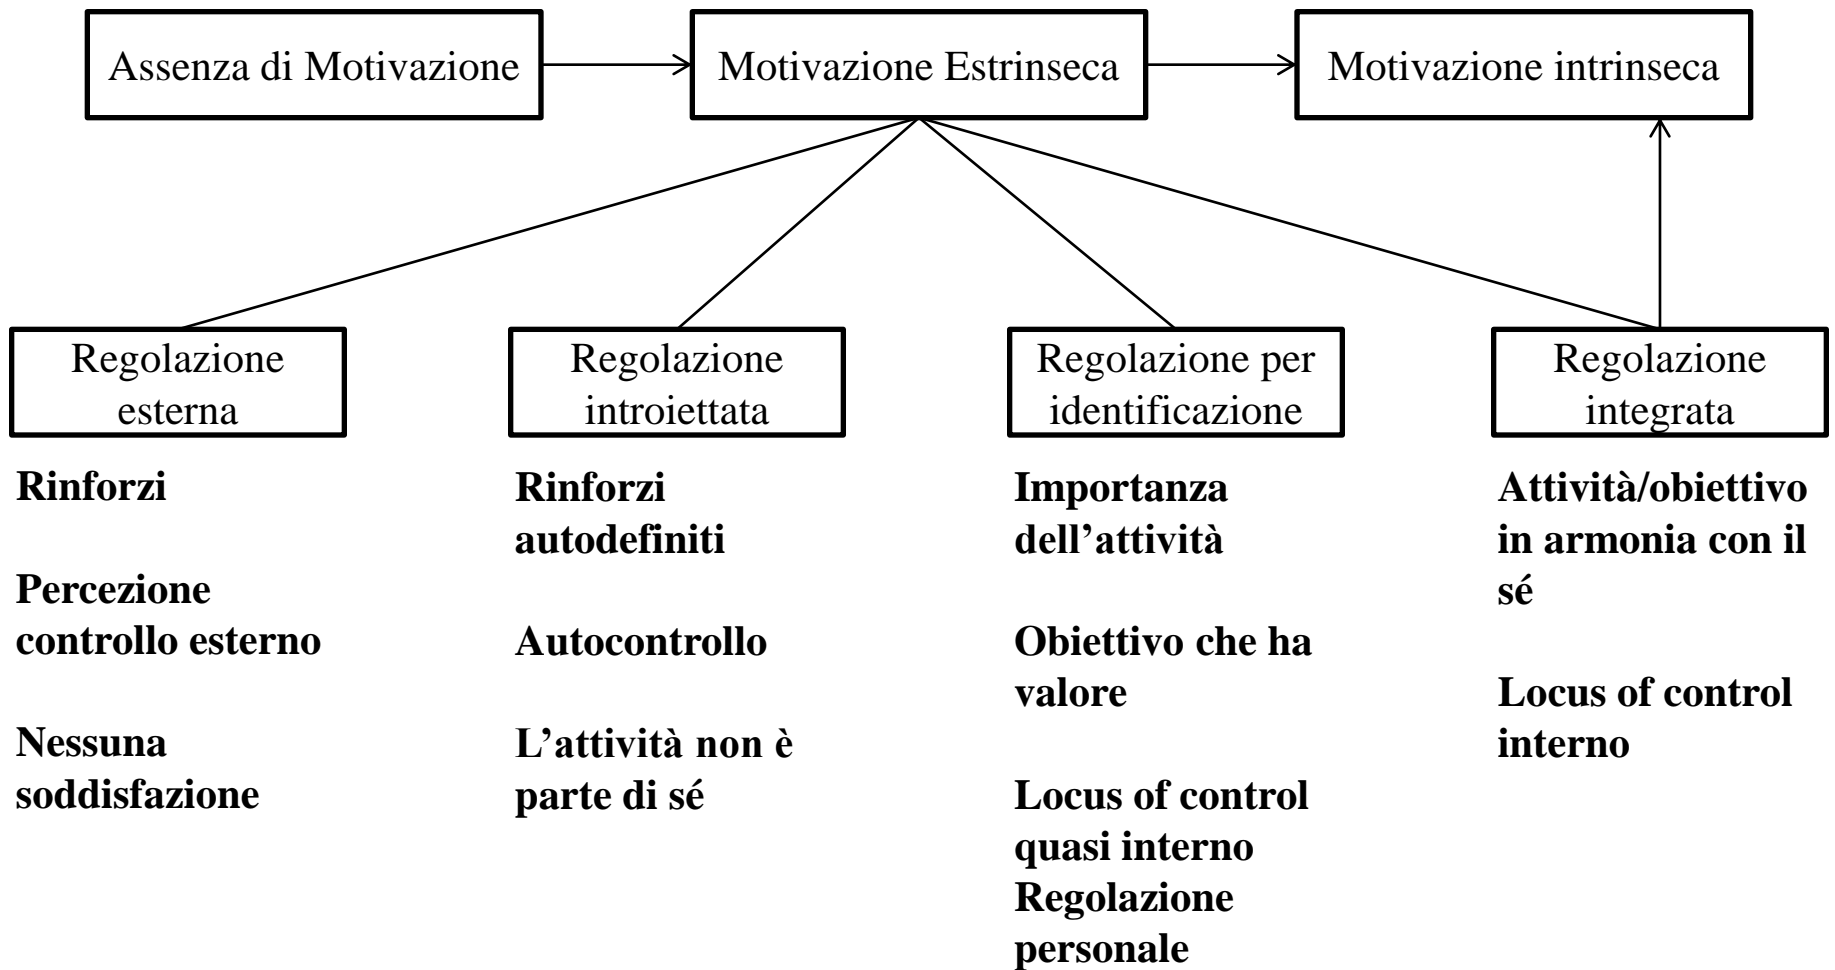 Assenza di Motivazione
Motivazione Estrinseca
Motivazione intrinseca
Regolazione
esterna
Regolazione
introiettata
Regolazione per
identificazione
Regolazione
integrata
Rinforzi
Percezione
controllo esterno
Nessuna
soddisfazione
Rinforzi
autodefiniti
Autocontrollo
L’attività non è
parte di sé
Importanza
dell’attività
Obiettivo che ha
valore
Locus of control
quasi interno
Regolazione
personale
Attività/obiettivo
in armonia con il
sé
Locus of control
interno